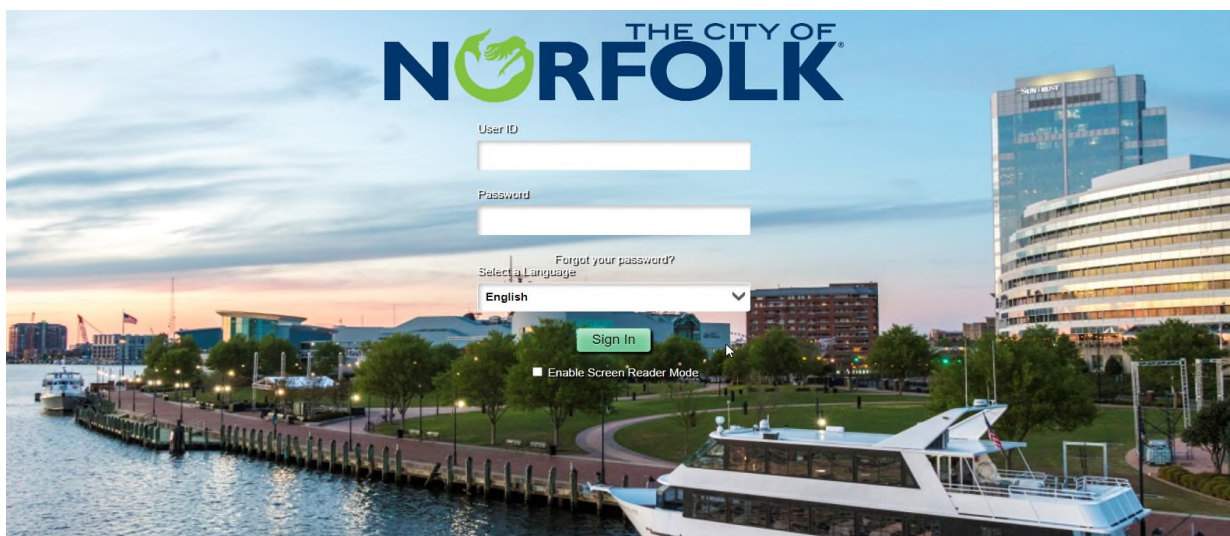 THE CITY OF
NORFOLK®
SUNTRUST
User ID
Password
Forgot your password?
Select a Language
English
Sign In
Enable Screen Reader Mode